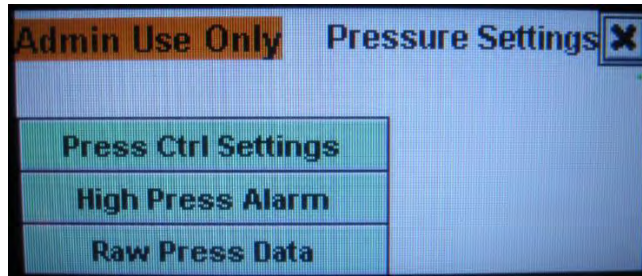 Admin Use Only Pressure Settings
Press Ctrl Settings
High Press Alarm
Raw Press Data